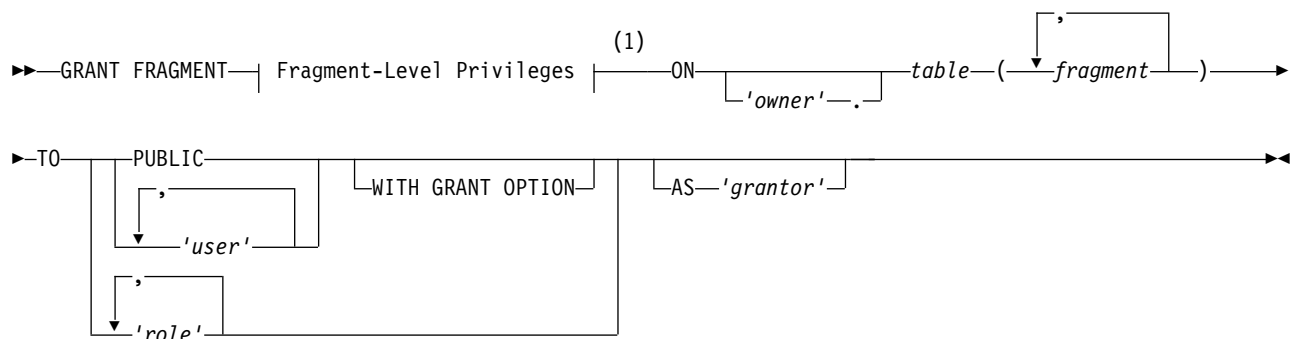 ,
(1)
GRANT FRAGMENT Fragment-Level Privileges ON table ( fragment )
'owner' .
TO PUBLIC
WITH GRANT OPTION AS 'grantor'
,
'user'
,
'role'